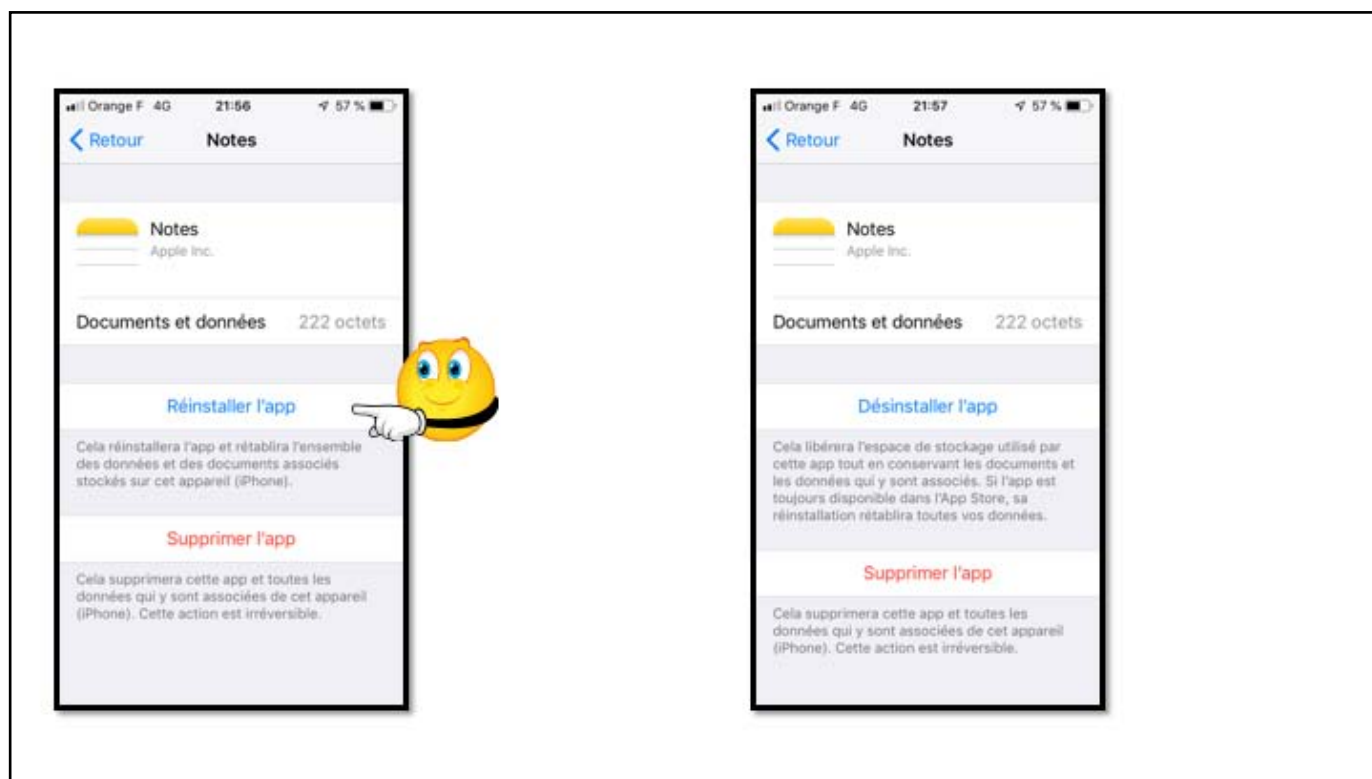 Orange F 4G 21:56 57 %
Retour Notes
Notes
Apple Inc.
Documents et données 222 octets
Réinstaller l'app
Cela réinstallera l'app et rétablira l'ensemble
des données et des documents associés
stockés sur cet appareil (iPhone).
Supprimer l'app
Cela supprimera cette app et toutes les
données qui y sont associées de cet appareil
(iPhone). Cette action est irréversible.
Orange F 4G 21:57 57 %
Retour Notes
Notes
Apple Inc.
Documents et données 222 octets
Désinstaller l'app
Cela libérera l'espace de stockage utilisé par
cette app tout en conservant les documents et
les données qui y sont associés. Si l'app est
toujours disponible dans l'App Store, sa
réinstallation rétablira toutes vos données.
Supprimer l'app
Cela supprimera cette app et toutes les
données qui y sont associées de cet appareil
(iPhone). Cette action est irréversible.